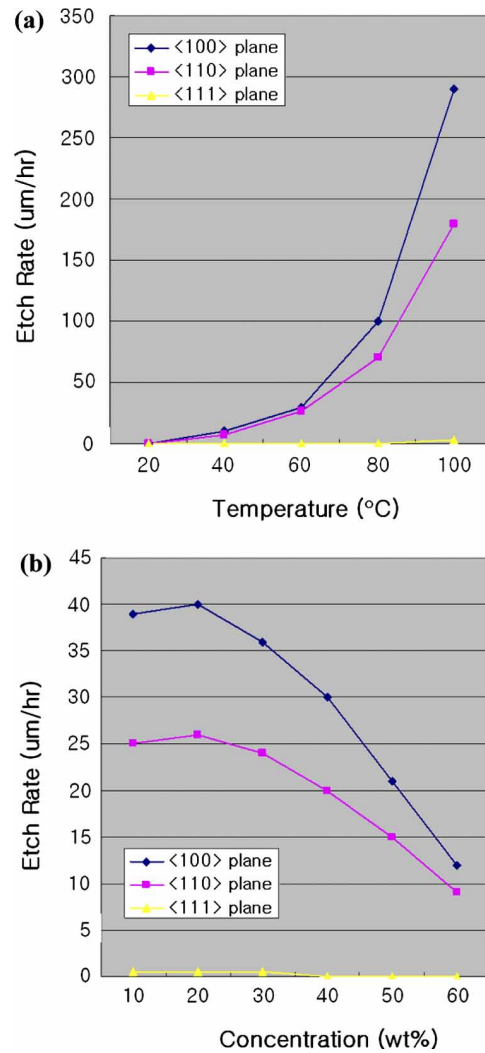 (a)
350
300
250
200
150
100
50
0
Etch Rate (um/hr)
<100> plane
<110> plane
<111> plane
20 40 60 80 100
Temperature (°C)
(b)
45
40
35
30
25
20
15
10
5
0
Etch Rate (um/hr)
<100> plane
<110> plane
<111> plane
10 20 30 40 50 60
Concentration (wt%)